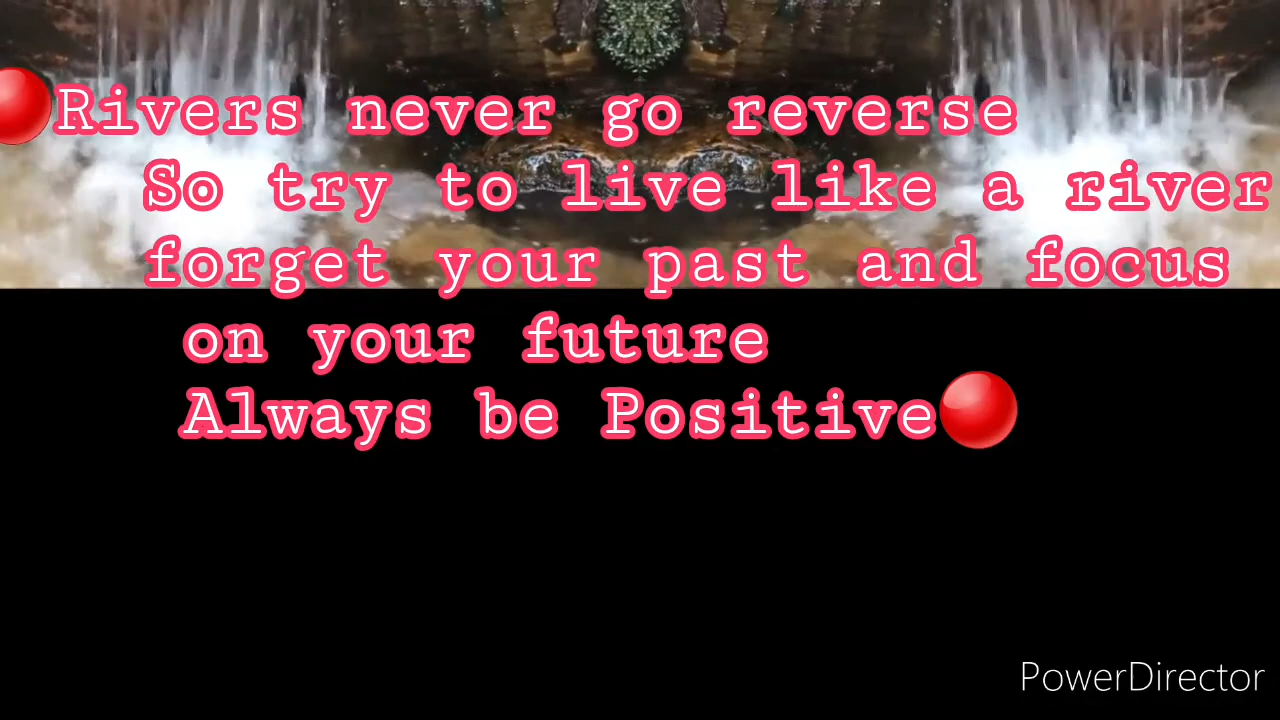 Rivers never go reverse
So try to live like a river
forget your past and focus
on your future
Always be Positive
PowerDirector